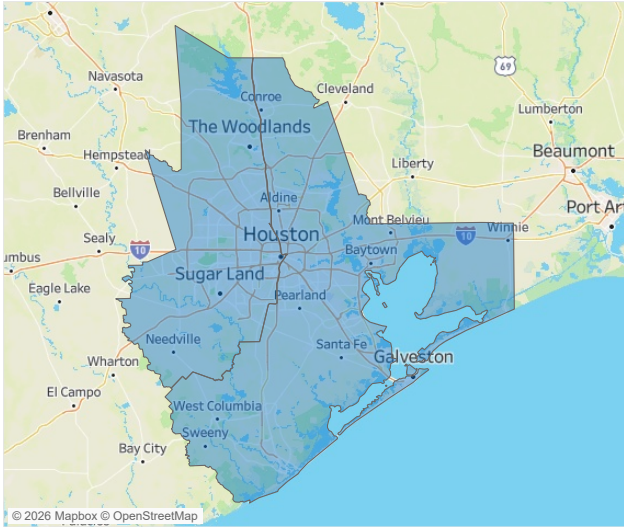 69
Navasota
Cleveland
Conroe
Lumberton
The Woodlands
Brenham
Beaumont
Hempstead
Liberty
Bellville
Aldine
Port Ar
Mont Belvieu
Winnie
Sealy
10
Houston
10
umbus
Baytown
Sugar Land
Eagle Lake
Pearland
Needville
Santa Fe
Galveston
Wharton
El Campo
West Columbia
Sweeny
Bay City
© 2026 Mapbox © OpenStreetMap